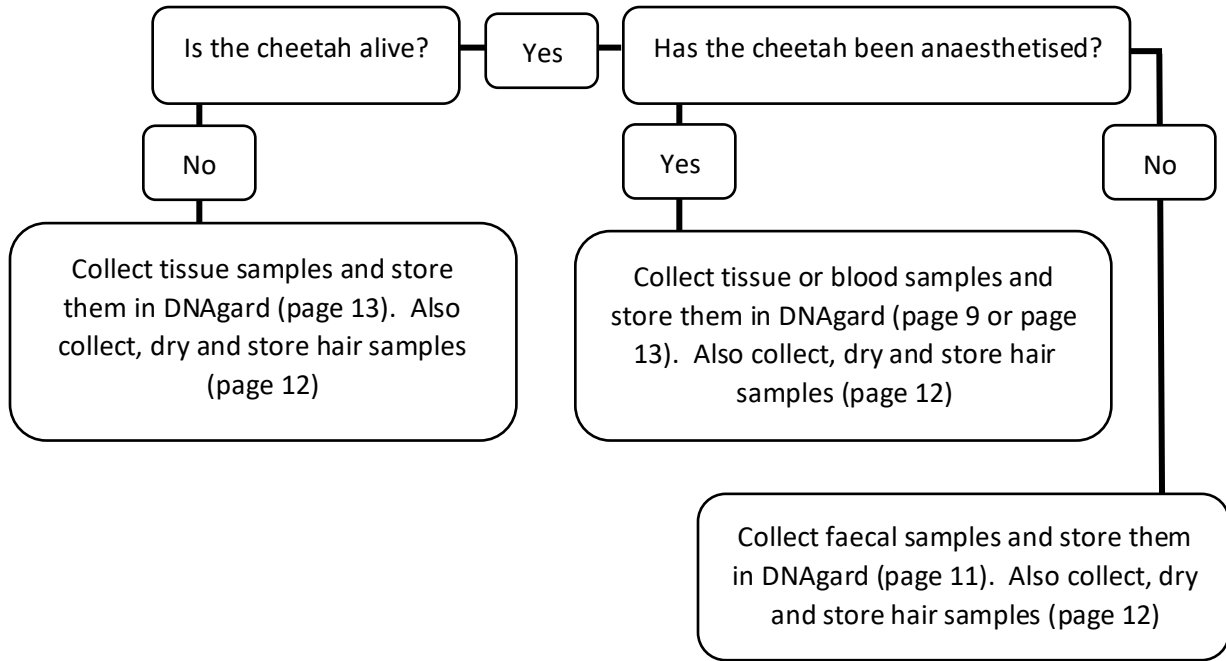 Is the cheetah alive?
Yes
Has the cheetah been anaesthetised?
No
Yes
No
Collect tissue samples and store
them in DNAgard (page 13).  Also
collect, dry and store hair samples
(page 12)
Collect tissue or blood samples and
store them in DNAgard (page 9 or page
13).  Also collect, dry and store hair
samples (page 12)
Collect faecal samples and store them
in DNAgard (page 11).  Also collect, dry
and store hair samples (page 12)